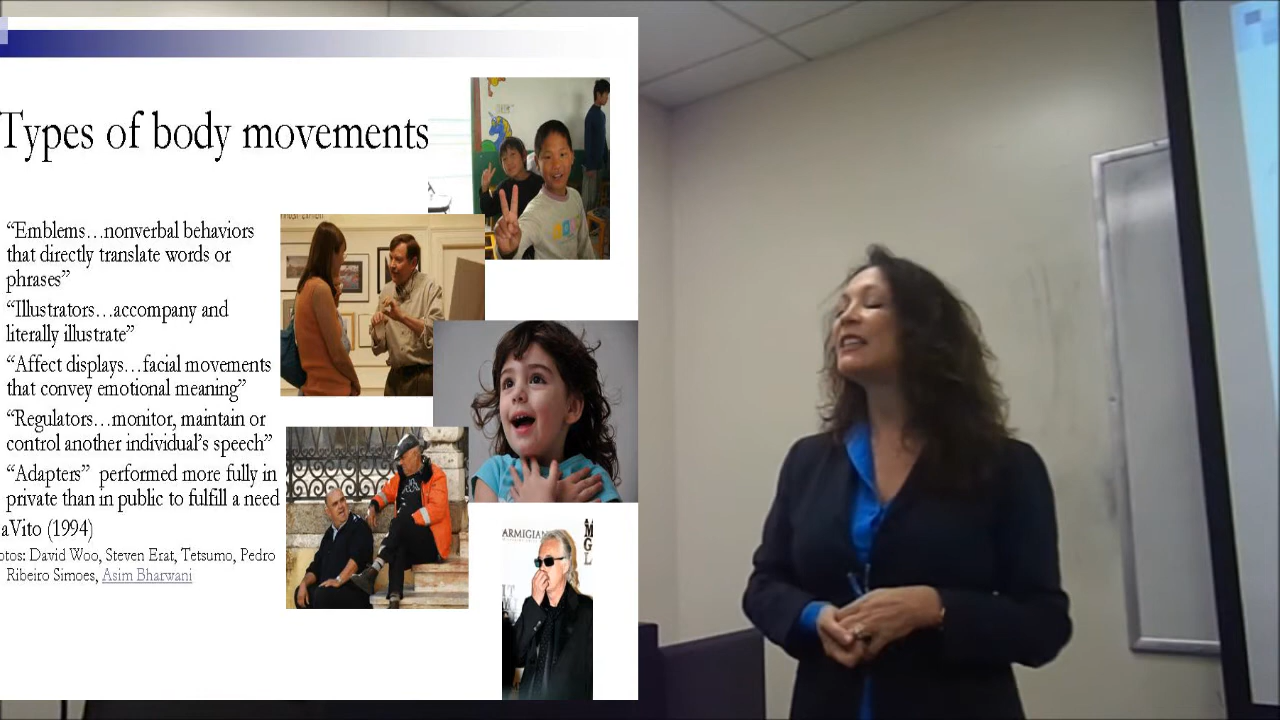 Types of body movements
“Emblems…nonverbal behaviors
that directly translate words or
phrases”
“Illustrators…accompany and
literally illustrate”
“Affect displays…facial movements
that convey emotional meaning”
“Regulators…monitor, maintain or
control another individual’s speech”
“Adapters” performed more fully in
private than in public to fulfill a need
aVito (1994)
otos: David Woo, Steven Erat, Tetsumo, Pedro
Ribeiro Simoes, Asim Bharwani
ARMIGIAN